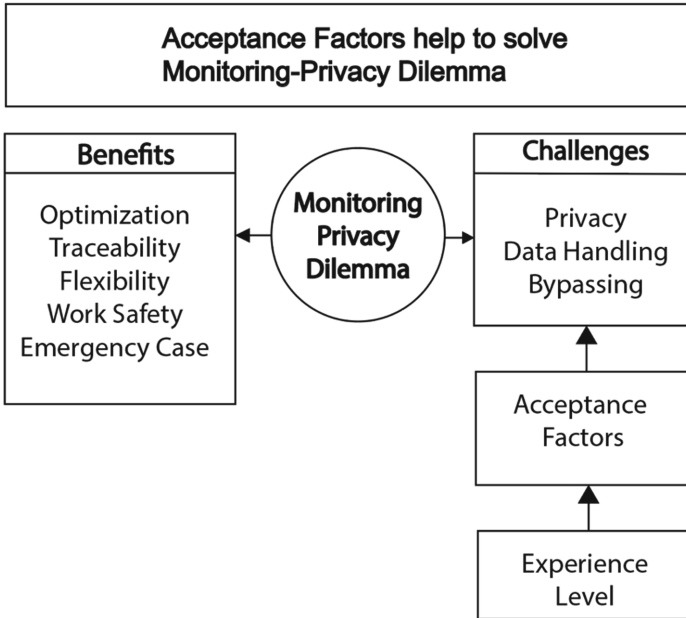 Acceptance Factors help to solve
Monitoring-Privacy Dilemma
Benefits
Optimization
Traceability
Flexibility
Work Safety
Emergency Case
Monitoring
Privacy
Dilemma
Challenges
Privacy
Data Handling
Bypassing
Acceptance
Factors
Experience
Level